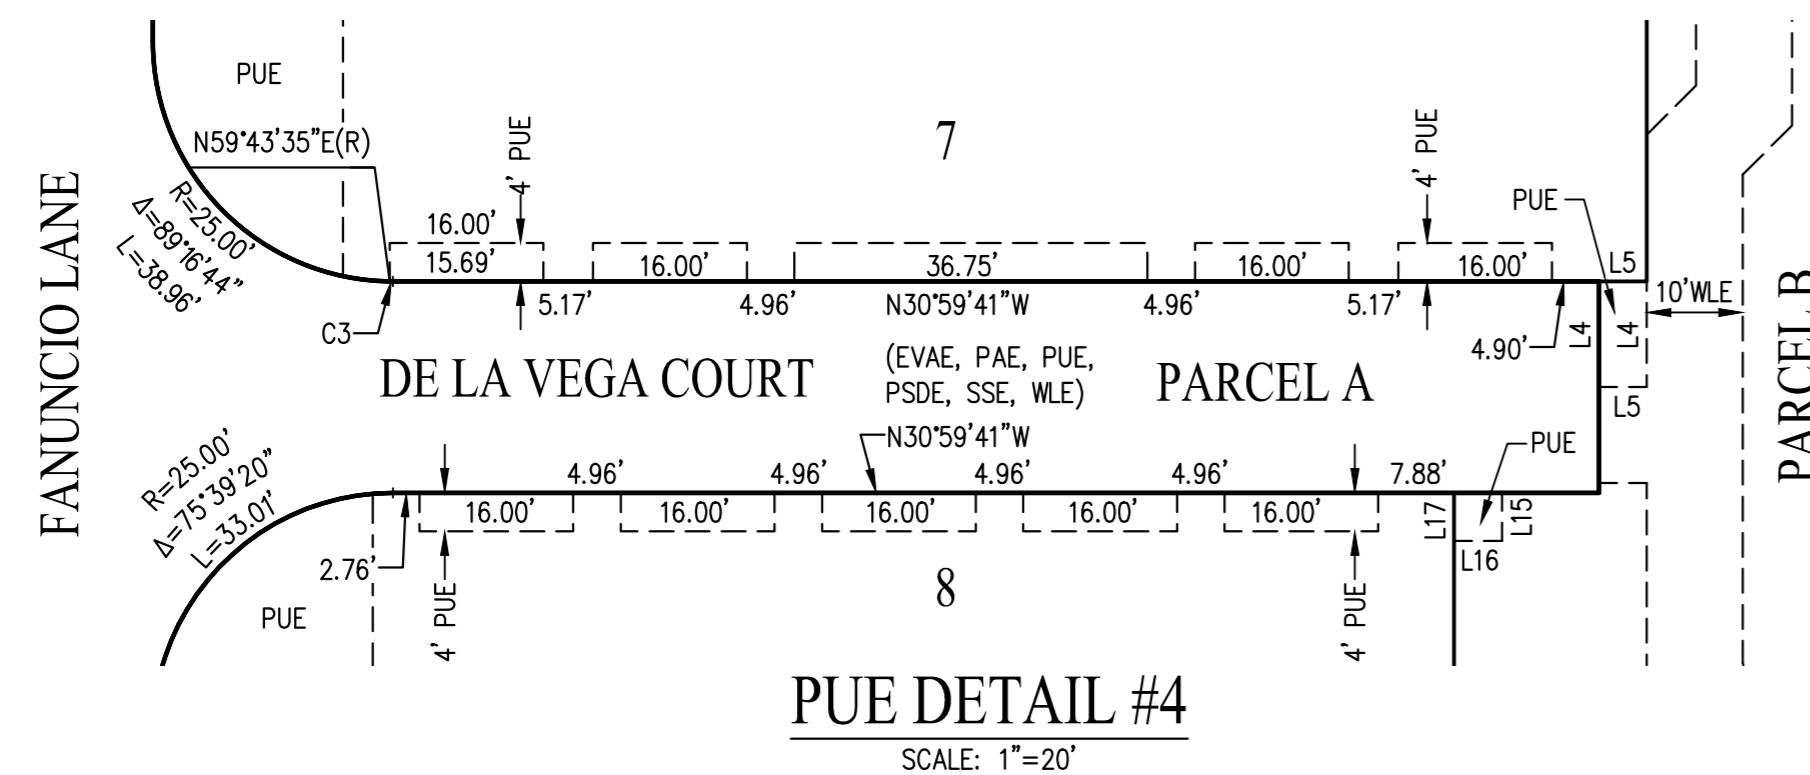 PUE
N59°43'35"E(R)
FANUNCIO LANE
R=25.00'
Δ=89°16'44"
L=38.96'
C3
16.00'
15.69'
4' PUE
5.17'
16.00'
4.96'
7
36.75'
N30°59'41"W
4.96'
16.00'
5.17'
4' PUE
16.00'
4.90'
PUE
L5
L4
L4
L5
10'WLE
PARCEL B
DE LA VEGA COURT
(EVAE, PAE, PUE,
PSDE, SSE, WLE)
PARCEL A
N30°59'41"W
R=25.00'
Δ=75°39'20"
L=33.01'
2.76'
PUE
4' PUE
16.00'
4.96'
16.00'
4.96'
16.00'
4.96'
16.00'
4.96'
16.00'
4' PUE
7.88'
L17
PUE
L15
L16
8
PUE DETAIL #4
SCALE: 1"=20'